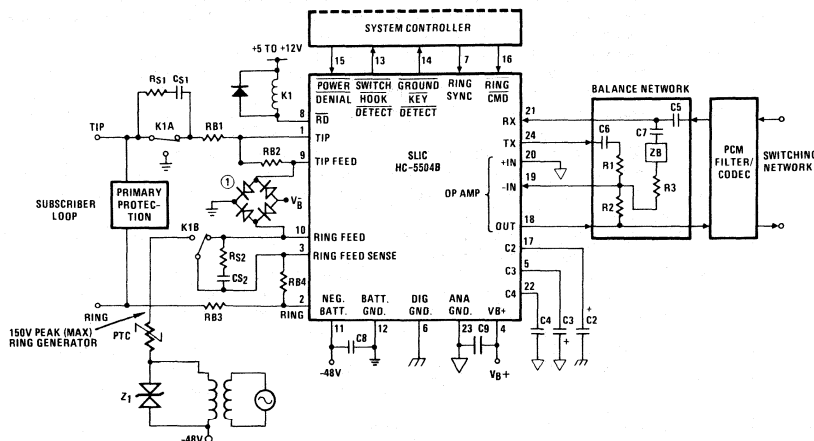 SYSTEM CONTROLLER
+5 TO +12V
15
13
14
7
16
RS1
CS1
K1
POWER DENIAL
SWITCH HOOK DETECT
GROUND KEY DETECT
RING SYNC
RING CMD
BALANCE NETWORK
8
RD
21
RX
C5
TIP
K1A
RB1
1
TIP
24
TX
C6
C7
RB2
9
TIP FEED
SLIC
HC-5504B
+IN
20
R1
ZB
PCM
FILTER/
CODEC
SWITCHING
NETWORK
1
VB-
OP AMP
-IN
19
R2
R3
SUBSCRIBER
LOOP
PRIMARY
PROTEC-
TION
K1B
10
RING FEED
OUT
18
RS2
CS2
3
RING FEED SENSE
C2
17
RB4
C3
5
RING
RB3
2
RING
C4
22
NEG.
BATT.
BATT.
GND.
DIG
GND.
ANA
GND.
VB+
C4
C3
C2
+
+
150V PEAK (MAX)
RING GENERATOR
PTC
11
C8
12
6
23
C9
4
-48V
VB+
Z1
-48V